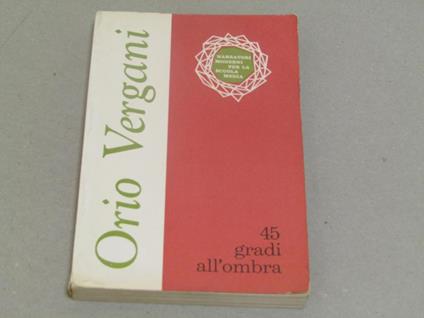 Orio Vergani
NARRATORI
MODERNI
PER LA
SCUOLA
MEDIA
45
gradi
all'ombra